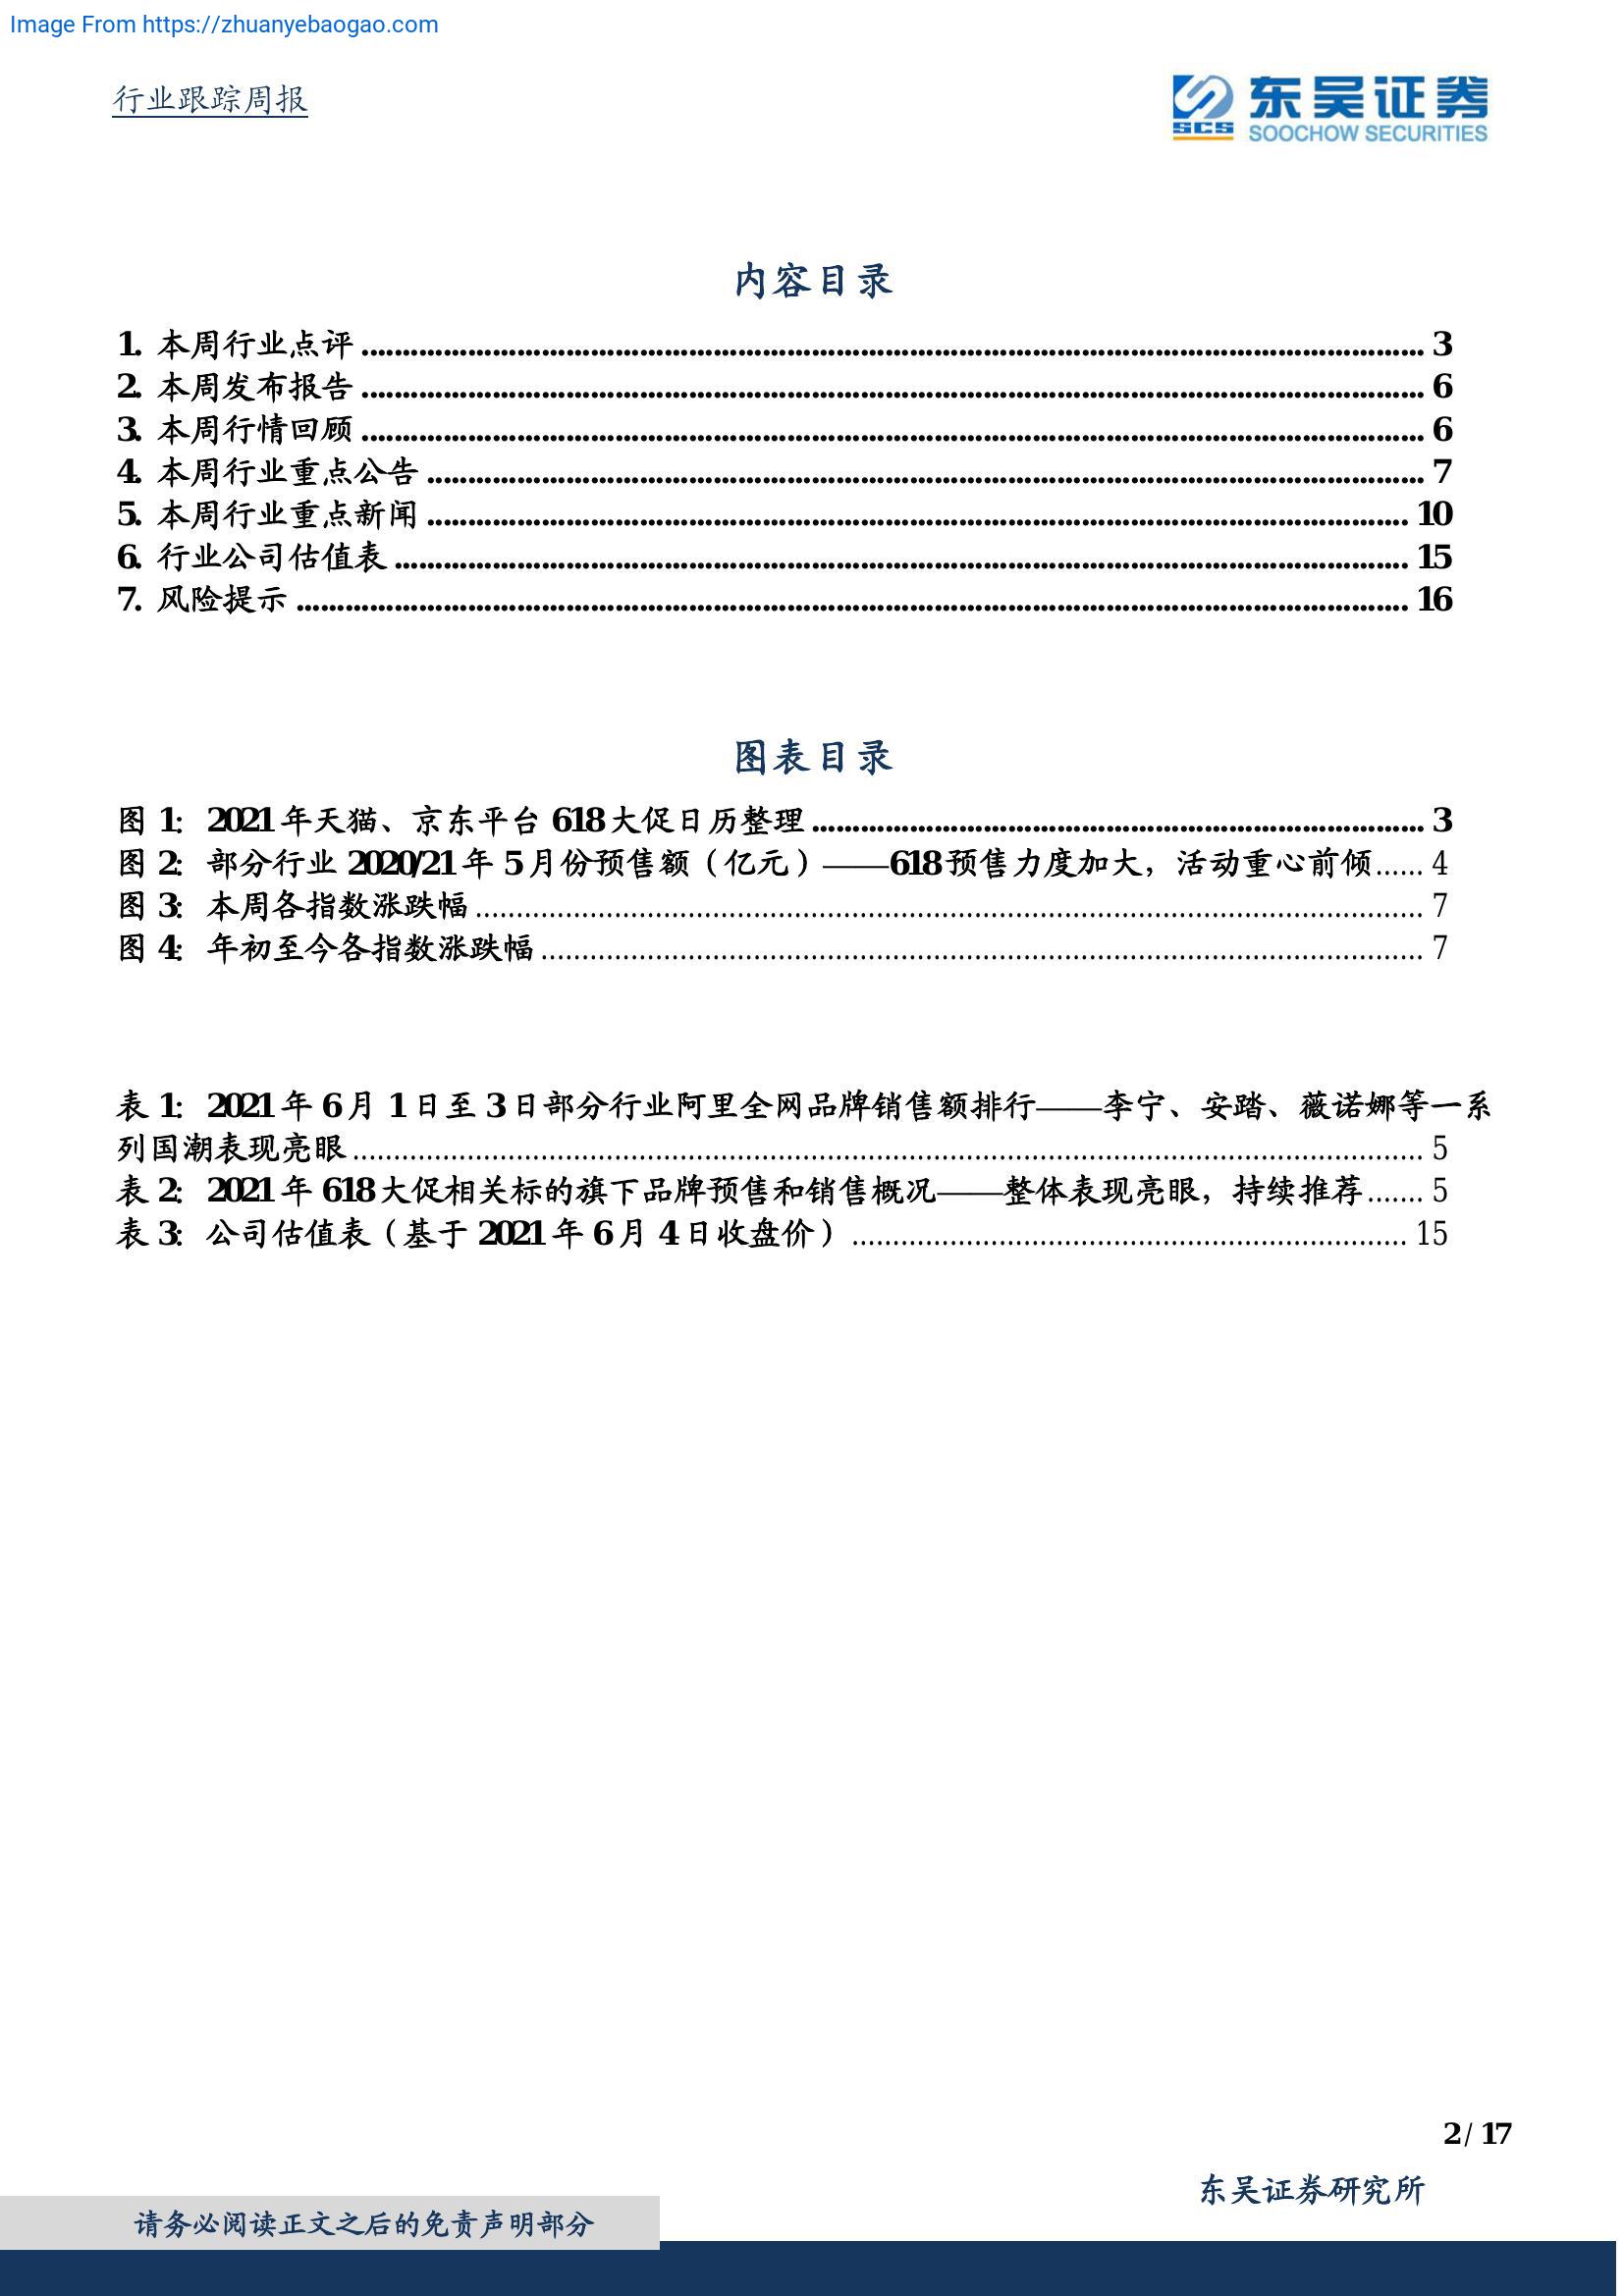 Image From https://zhuanyebaogao.com
行业跟踪周报
SCS
东吴证券
SOOCHOW SECURITIES
内容目录
1. 本周行业点评 3
2. 本周发布报告 6
3. 本周行情回顾 6
4. 本周行业重点公告 7
5. 本周行业重点新闻 10
6. 行业公司估值表 15
7. 风险提示 16
图表目录
图 1: 2021 年天猫、京东平台 618 大促日历整理 3
图 2: 部分行业 2020/21 年 5 月份预售额（亿元）——618 预售力度加大，活动重心前倾 4
图 3: 本周各指数涨跌幅 7
图 4: 年初至今各指数涨跌幅 7
表 1: 2021 年 6 月 1 日至 3 日部分行业阿里全网品牌销售额排行——李宁、安踏、薇诺娜等一系
列国潮表现亮眼 5
表 2: 2021 年 618 大促相关标的旗下品牌预售和销售概况——整体表现亮眼，持续推荐 5
表 3: 公司估值表（基于 2021 年 6 月 4 日收盘价） 15
2 / 17
东吴证券研究所
请务必阅读正文之后的免责声明部分